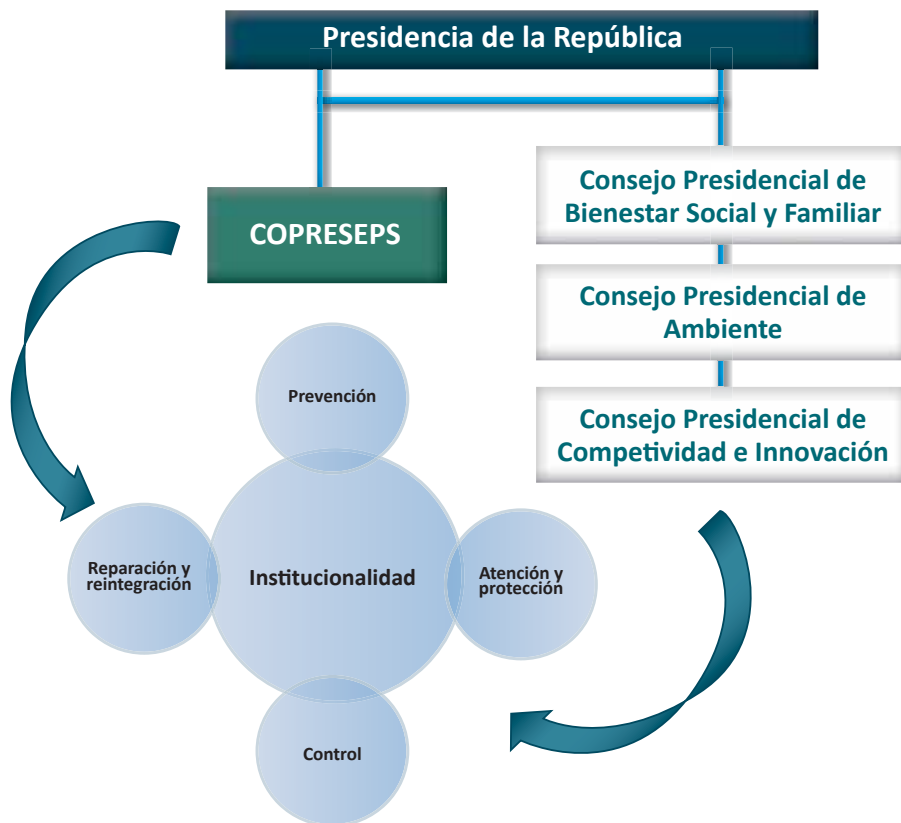 Presidencia de la República
COPRESEPS
Consejo Presidencial de
Bienestar Social y Familiar
Consejo Presidencial de
Ambiente
Consejo Presidencial de
Competividad e Innovación
Prevención
Reparación y
reintegración
Institucionalidad
Atención y
protección
Control